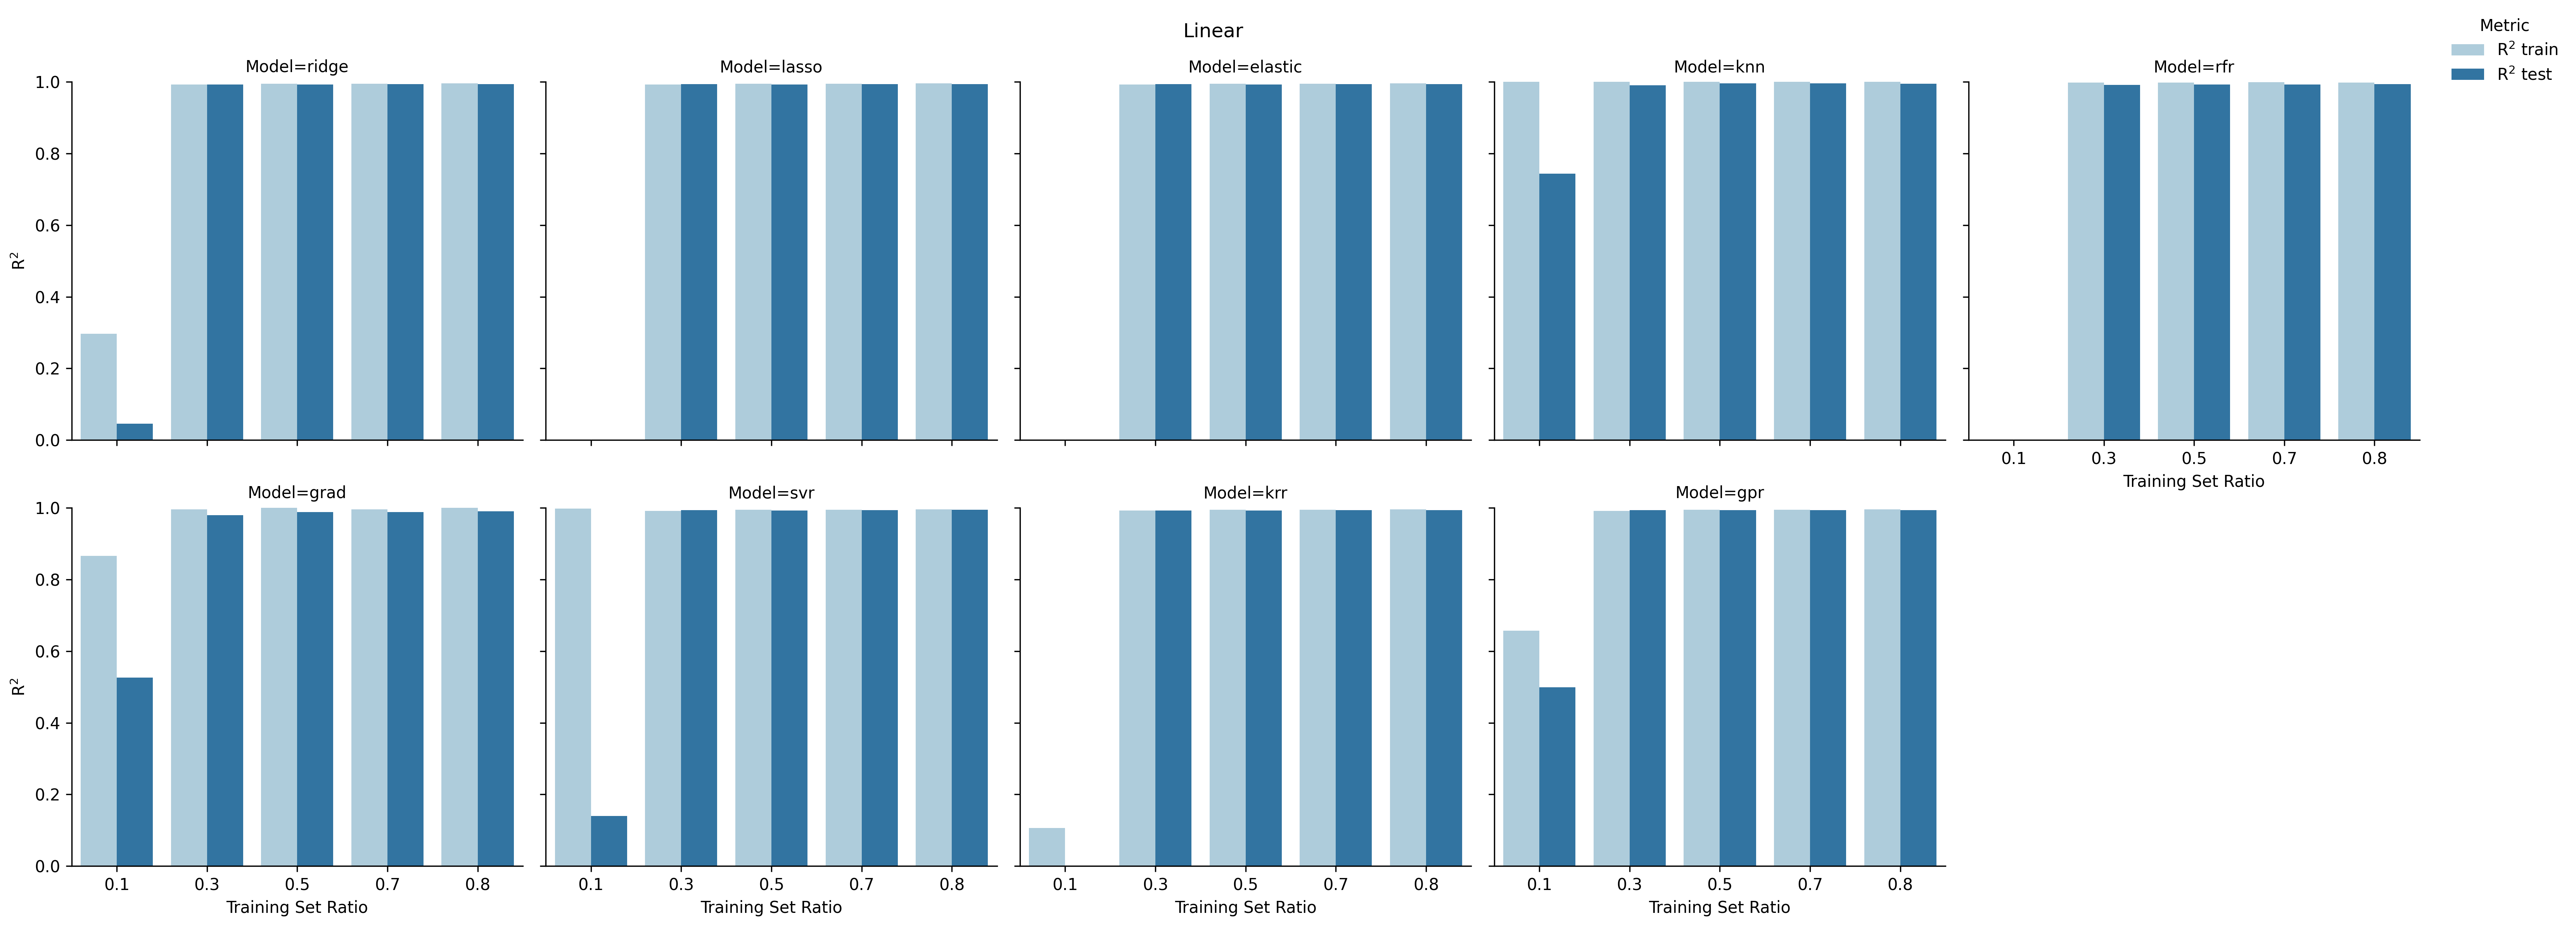 Linear
Metric
R² train
R² test
Model=ridge
Model=lasso
Model=elastic
Model=knn
Model=rfr
1.0
0.8
0.6
0.4
0.2
0.0
R²
0.1 0.3 0.5 0.7 0.8
Training Set Ratio
Model=grad
Model=svr
Model=krr
Model=gpr
1.0
0.8
0.6
0.4
0.2
0.0
R²
0.1 0.3 0.5 0.7 0.8
0.1 0.3 0.5 0.7 0.8
0.1 0.3 0.5 0.7 0.8
0.1 0.3 0.5 0.7 0.8
Training Set Ratio
Training Set Ratio
Training Set Ratio
Training Set Ratio